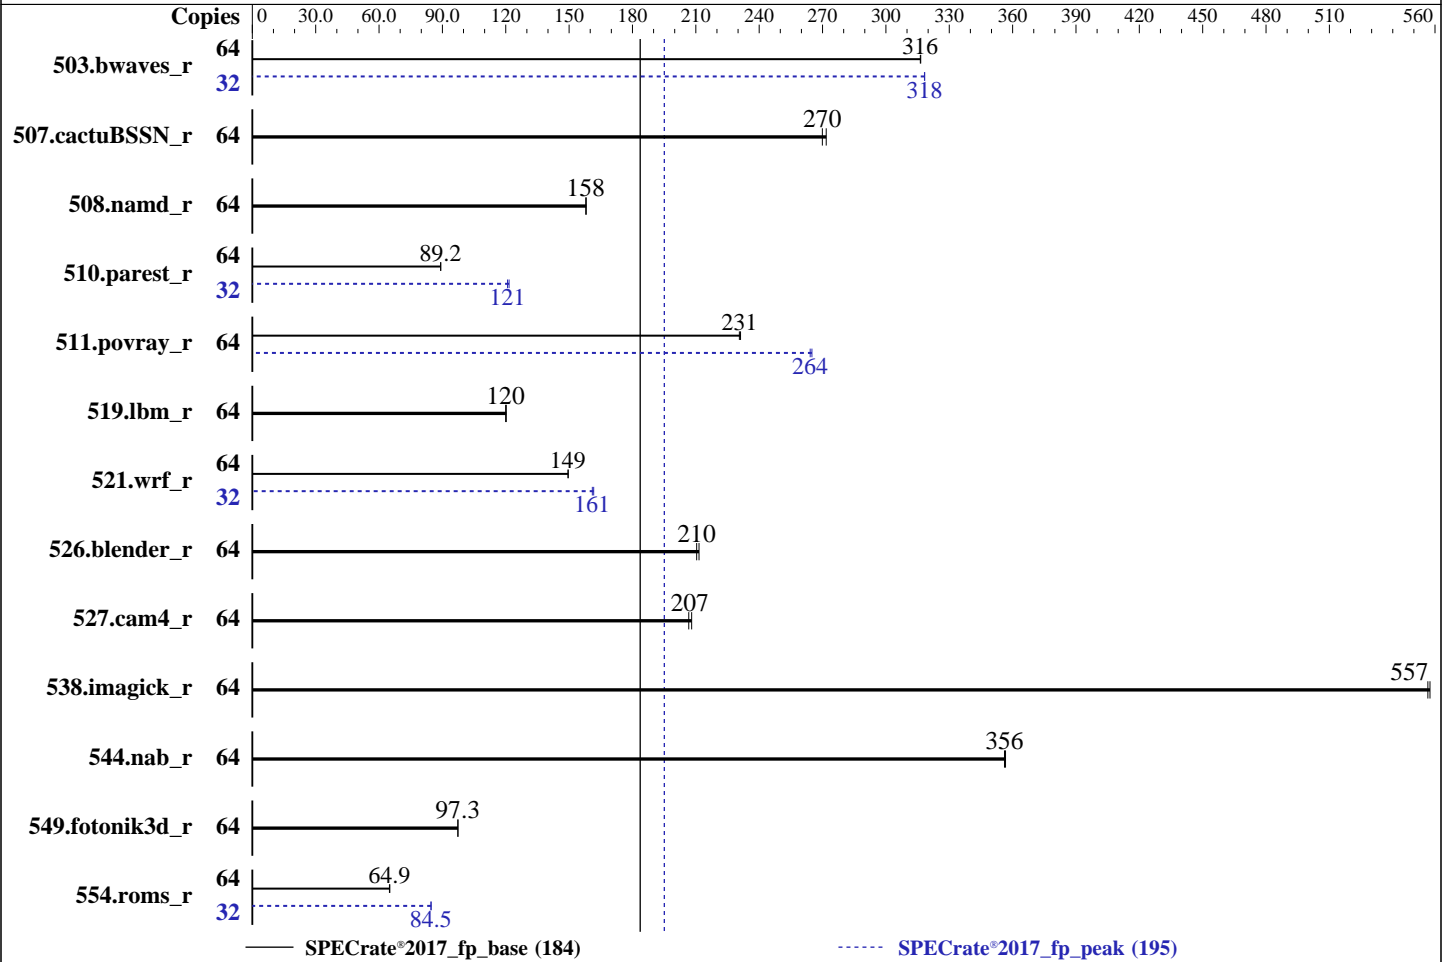 Copies 0 30.0 60.0 90.0 120 150 180 210 240 270 300 330 360 390 420 450 480 510 560
503.bwaves_r 64 316
32 318
507.cactuBSSN_r 64 270
508.namd_r 64 158
510.parest_r 64 89.2
32 121
511.povray_r 64 231
264
519.lbm_r 64 120
521.wrf_r 64 149
32 161
526.blender_r 64 210
527.cam4_r 64 207
538.imagick_r 64 557
544.nab_r 64 356
549.fotonik3d_r 64 97.3
554.roms_r 64 64.9
32 84.5
SPECrate®2017_fp_base (184) SPECrate®2017_fp_peak (195)